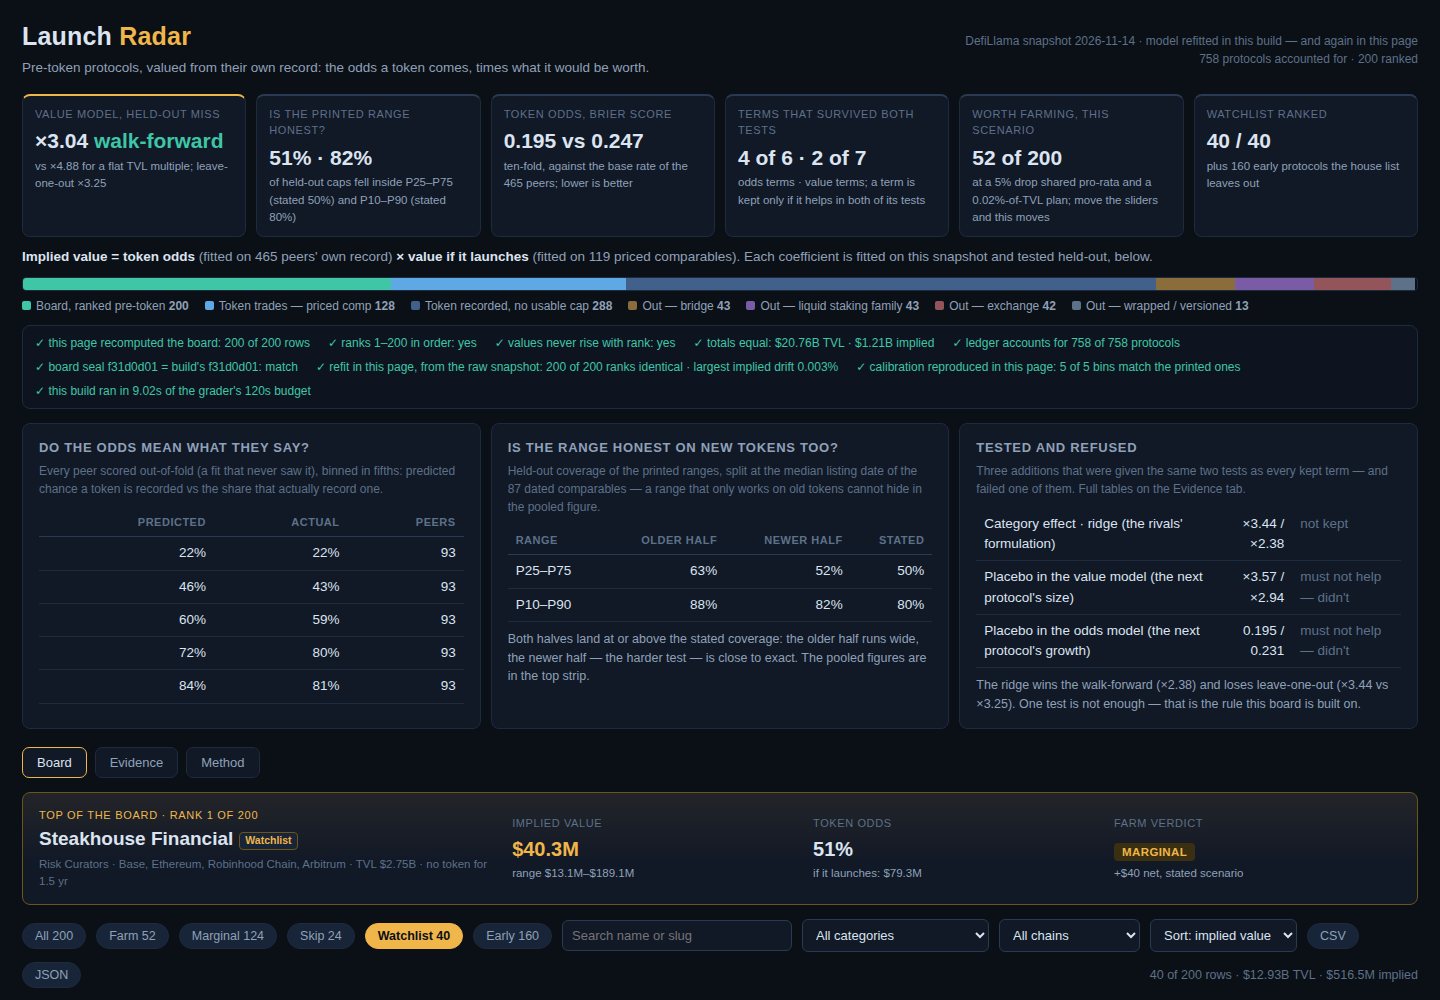 Launch Radar
Pre-token protocols, valued from their own record: the odds a token comes, times what it would be worth.
DefiLlama snapshot 2026-11-14 · model refitted in this build — and again in this page
758 protocols accounted for · 200 ranked
VALUE MODEL, HELD-OUT MISS
×3.04 walk-forward
vs ×4.88 for a flat TVL multiple; leave-
one-out ×3.25
IS THE PRINTED RANGE
HONEST?
51% · 82%
of held-out caps fell inside P25–P75
(stated 50%) and P10–P90 (stated
80%)
TOKEN ODDS, BRIER SCORE
0.195 vs 0.247
ten-fold, against the base rate of the
465 peers; lower is better
TERMS THAT SURVIVED BOTH
TESTS
4 of 6 · 2 of 7
odds terms · value terms; a term is
kept only if it helps in both of its tests
WORTH FARMING, THIS
SCENARIO
52 of 200
at a 5% drop shared pro-rata and a
0.02%-of-TVL plan; move the sliders
and this moves
WATCHLIST RANKED
40 / 40
plus 160 early protocols the house list
leaves out
Implied value = token odds (fitted on 465 peers' own record) × value if it launches (fitted on 119 priced comparables). Each coefficient is fitted on this snapshot and tested held-out, below.
Board, ranked pre-token 200 Token trades — priced comp 128 Token recorded, no usable cap 288 Out — bridge 43 Out — liquid staking family 43 Out — exchange 42 Out — wrapped / versioned 13
✓ this page recomputed the board: 200 of 200 rows ✓ ranks 1–200 in order: yes ✓ values never rise with rank: yes ✓ totals equal: $20.76B TVL · $1.21B implied ✓ ledger accounts for 758 of 758 protocols
✓ board seal f31d0d01 = build's f31d0d01: match ✓ refit in this page, from the raw snapshot: 200 of 200 ranks identical · largest implied drift 0.003% ✓ calibration reproduced in this page: 5 of 5 bins match the printed ones
✓ this build ran in 9.02s of the grader's 120s budget
DO THE ODDS MEAN WHAT THEY SAY?
Every peer scored out-of-fold (a fit that never saw it), binned in fifths: predicted
chance a token is recorded vs the share that actually record one.
PREDICTED ACTUAL PEERS
22% 22% 93
46% 43% 93
60% 59% 93
72% 80% 93
84% 81% 93
IS THE RANGE HONEST ON NEW TOKENS TOO?
Held-out coverage of the printed ranges, split at the median listing date of the
87 dated comparables — a range that only works on old tokens cannot hide in
the pooled figure.
RANGE OLDER HALF NEWER HALF STATED
P25–P75 63% 52% 50%
P10–P90 88% 82% 80%
Both halves land at or above the stated coverage: the older half runs wide,
the newer half — the harder test — is close to exact. The pooled figures are
in the top strip.
TESTED AND REFUSED
Three additions that were given the same two tests as every kept term — and
failed one of them. Full tables on the Evidence tab.
Category effect · ridge (the rivals' ×3.44 / not kept
formulation) ×2.38
Placebo in the value model (the next ×3.57 / must not help
protocol's size) ×2.94 — didn't
Placebo in the odds model (the next 0.195 / must not help
protocol's growth) 0.231 — didn't
The ridge wins the walk-forward (×2.38) and loses leave-one-out (×3.44 vs
×3.25). One test is not enough — that is the rule this board is built on.
Board Evidence Method
TOP OF THE BOARD · RANK 1 OF 200
Steakhouse Financial Watchlist
Risk Curators · Base, Ethereum, Robinhood Chain, Arbitrum · TVL $2.75B · no token for
1.5 yr
IMPLIED VALUE
$40.3M
range $13.1M–$189.1M
TOKEN ODDS
51%
if it launches: $79.3M
FARM VERDICT
MARGINAL
+$40 net, stated scenario
All 200 Farm 52 Marginal 124 Skip 24 Watchlist 40 Early 160 Search name or slug All categories All chains Sort: implied value CSV
JSON
40 of 200 rows · $12.93B TVL · $516.5M implied